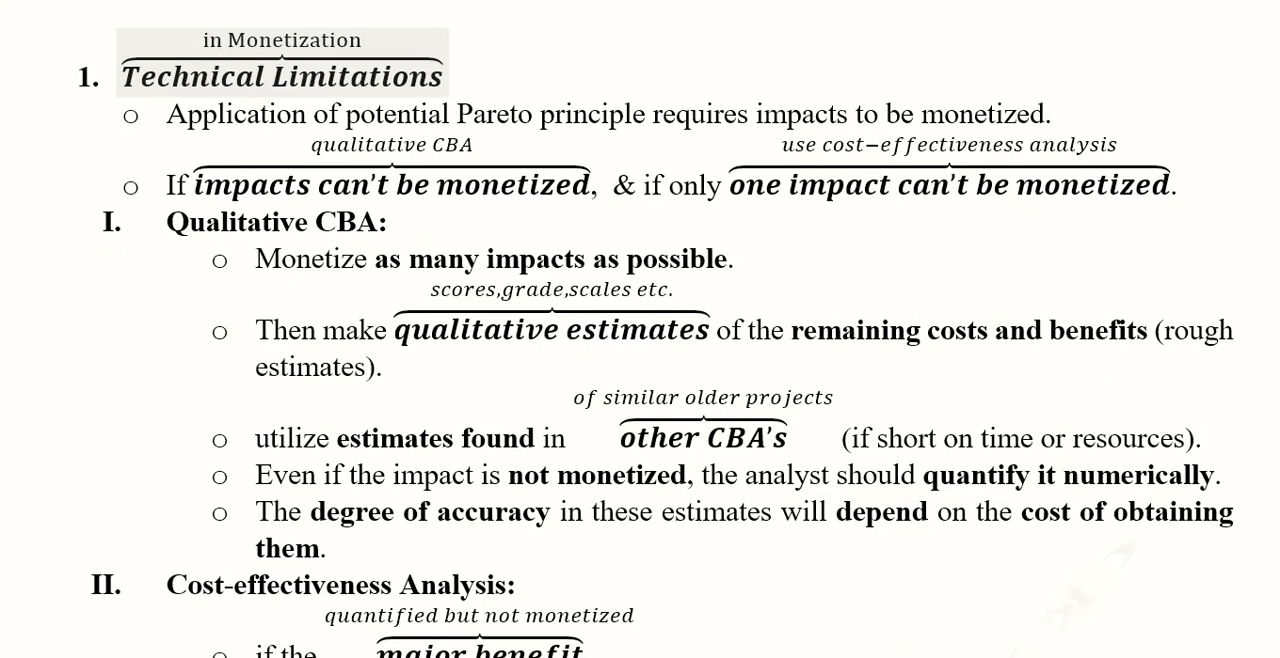 in Monetization
1. Technical Limitations
o Application of potential Pareto principle requires impacts to be monetized.
qualitative CBA use cost−effectiveness analysis
o If impacts can't be monetized, & if only one impact can't be monetized.
I. Qualitative CBA:
o Monetize as many impacts as possible.
scores,grade,scales etc.
o Then make qualitative estimates of the remaining costs and benefits (rough
estimates).
of similar older projects
o utilize estimates found in other CBA's (if short on time or resources).
o Even if the impact is not monetized, the analyst should quantify it numerically.
o The degree of accuracy in these estimates will depend on the cost of obtaining
them.
II. Cost-effectiveness Analysis:
quantified but not monetized
o if the major benefit